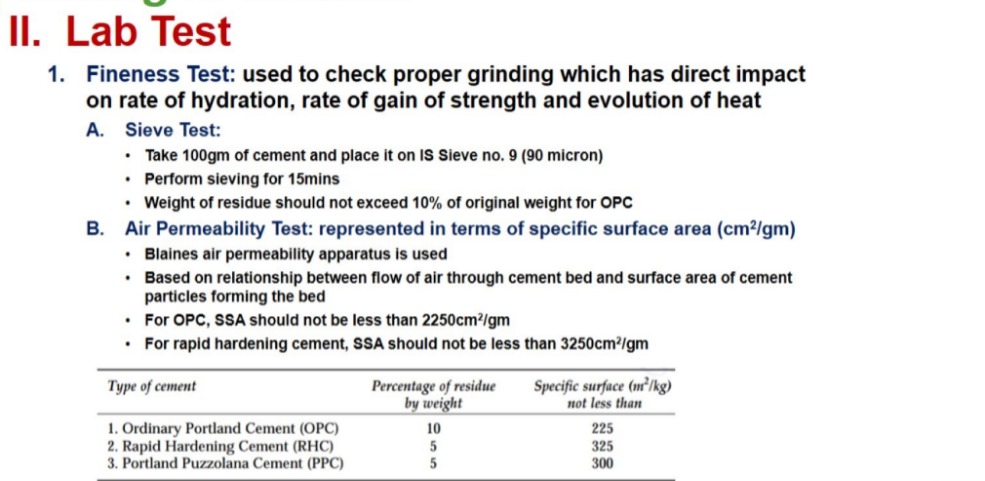 II. Lab Test
1. Fineness Test: used to check proper grinding which has direct impact
on rate of hydration, rate of gain of strength and evolution of heat
A. Sieve Test:
• Take 100gm of cement and place it on IS Sieve no. 9 (90 micron)
• Perform sieving for 15mins
• Weight of residue should not exceed 10% of original weight for OPC
B. Air Permeability Test: represented in terms of specific surface area (cm²/gm)
• Blaines air permeability apparatus is used
• Based on relationship between flow of air through cement bed and surface area of cement
particles forming the bed
• For OPC, SSA should not be less than 2250cm²/gm
• For rapid hardening cement, SSA should not be less than 3250cm²/gm
Type of cement Percentage of residue Specific surface (m²/kg)
by weight not less than
1. Ordinary Portland Cement (OPC) 10 225
2. Rapid Hardening Cement (RHC) 5 325
3. Portland Puzzolana Cement (PPC) 5 300